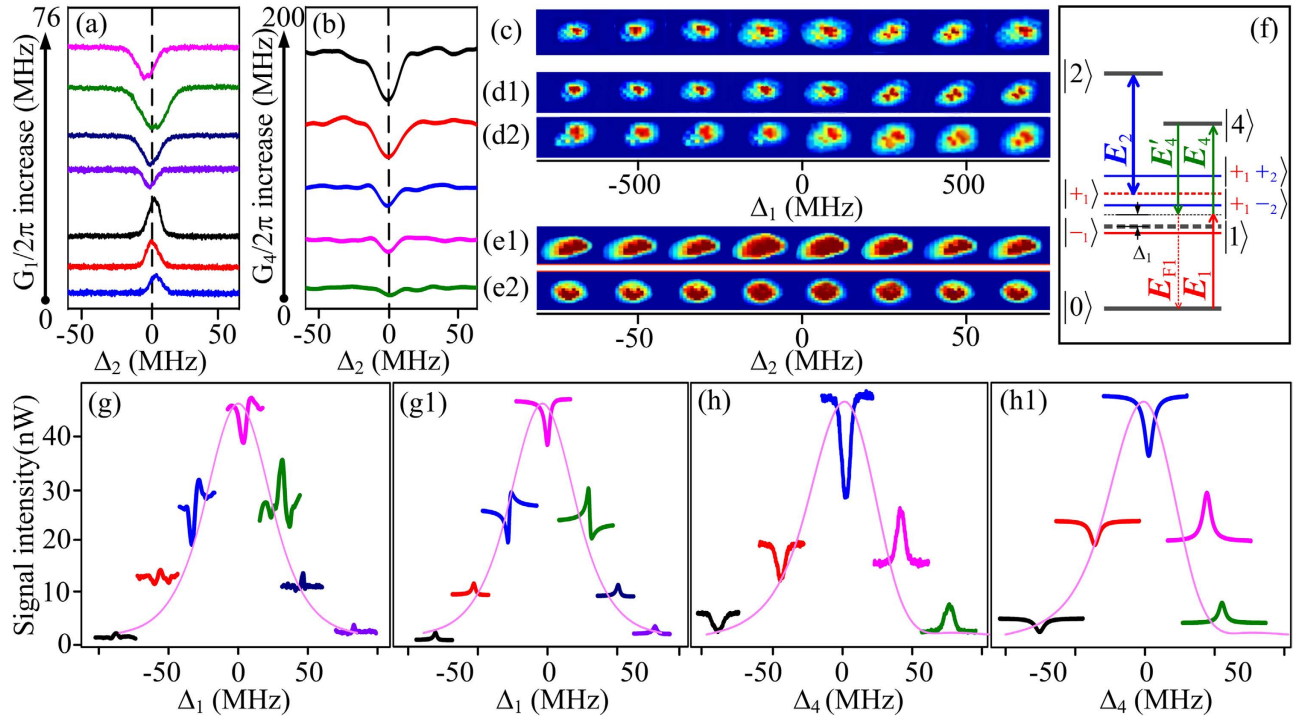 76
(a)
G₁/2π increase (MHz)
0
-50 0 50
Δ₂ (MHz)
200
(b)
G₄/2π increase (MHz)
0
-50 0 50
Δ₂ (MHz)
(c)
(d1)
(d2)
-500 0 500
Δ₁ (MHz)
(e1)
(e2)
-50 0 50
Δ₂ (MHz)
(f)
|2⟩
|4⟩
E₂
E′₄
E₄
|+₁+₂⟩
|+₁⟩
|+₁−₂⟩
|−₁⟩
|1⟩
Δ₁
E_F1
E₁
|0⟩
Signal intensity(nW)
40
30
20
10
0
(g)
-50 0 50
Δ₁ (MHz)
(g1)
-50 0 50
Δ₁ (MHz)
(h)
-50 0 50
Δ₄ (MHz)
(h1)
-50 0 50
Δ₄ (MHz)